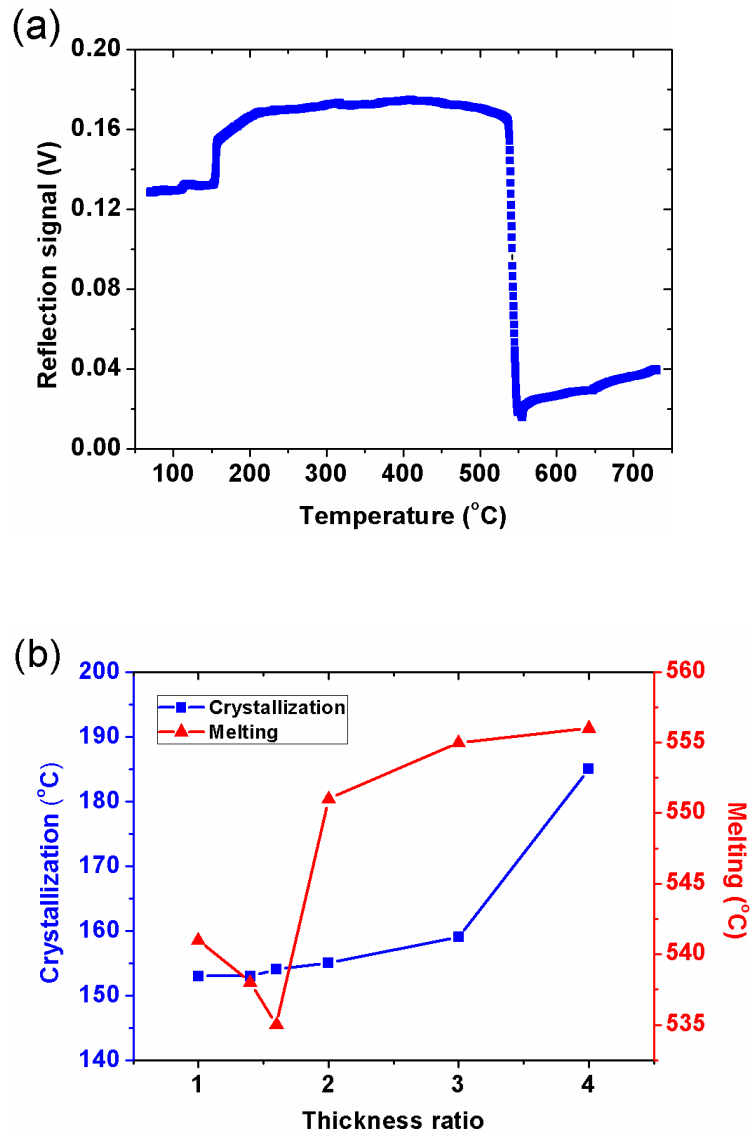 (a)
0.20
0.16
0.12
0.08
0.04
0.00
Reflection signal (V)
100 200 300 400 500 600 700
Temperature (°C)
(b)
200
190
180
170
160
150
140
Crystallization (°C)
Crystallization
Melting
560
555
550
545
540
535
Melting (°C)
1 2 3 4
Thickness ratio